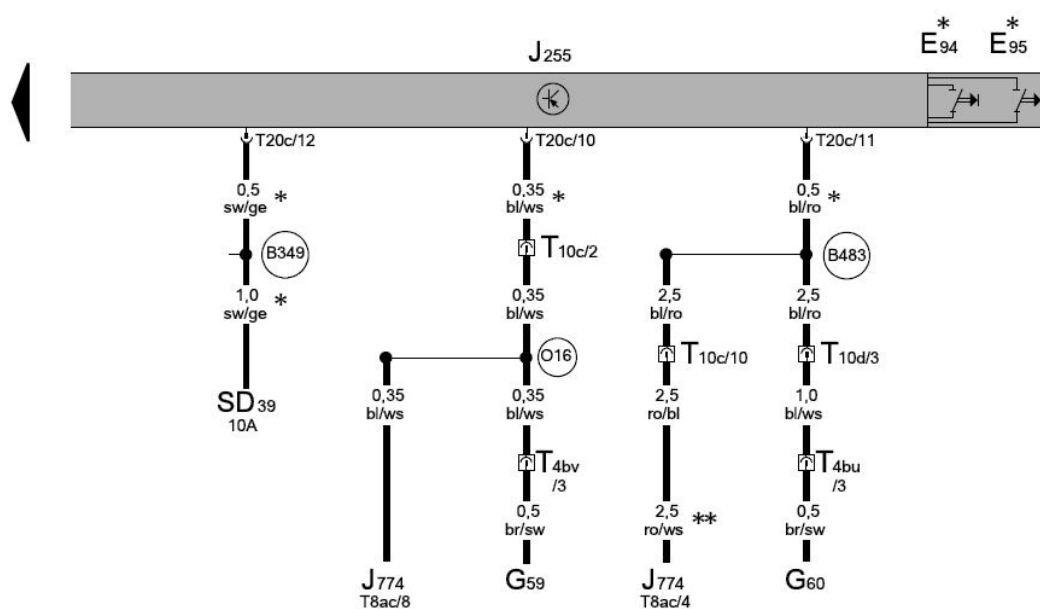 J255
E94*
E95*
T20c/12
T20c/10
T20c/11
0,5
sw/ge *
0,35
bl/ws *
0,5
bl/ro *
B349
T10c/2
B483
1,0
sw/ge *
0,35
bl/ws
2,5
bl/ro
2,5
bl/ro
O16
T10c/10
T10d/3
SD39
10A
0,35
bl/ws
0,35
bl/ws
2,5
ro/bl
1,0
bl/ws
T4bv
/3
T4bu
/3
0,5
br/sw
2,5
ro/ws **
0,5
br/sw
J774
T8ac/8
G59
J774
T8ac/4
G60